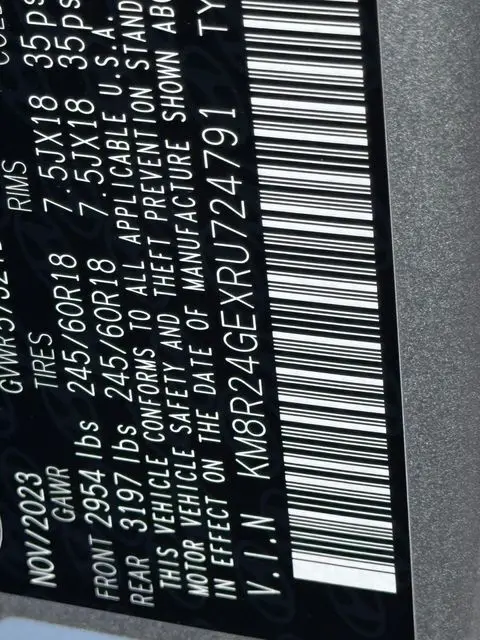 NOV/2023
GAWR TIRES RIMS
FRONT 2954 lbs 245/60R18 7.5JX18 35ps
REAR 3197 lbs 245/60R18 7.5JX18 35ps
THIS VEHICLE CONFORMS TO ALL APPLICABLE U.S.A.
MOTOR VEHICLE SAFETY AND THEFT PREVENTION STAND
IN EFFECT ON THE DATE OF MANUFACTURE SHOWN ABO
V.I.N KM8R24GEXRU724791 TY